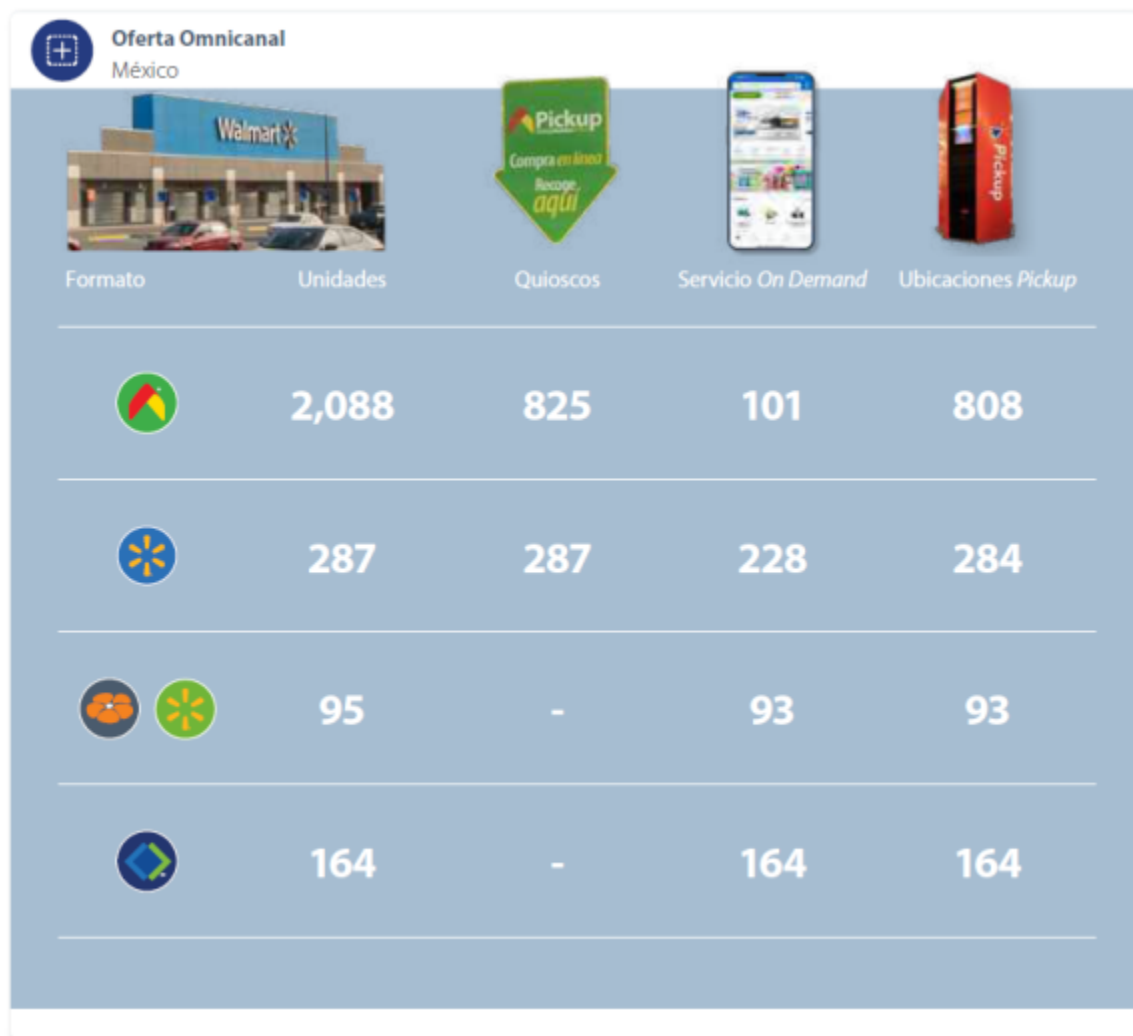 Oferta Omnicanal
México
Walmart
Pickup
Compra en línea
Recoge
aquí
Pickup
Formato Unidades Quioscos Servicio On Demand Ubicaciones Pickup
2,088 825 101 808
287 287 228 284
95 - 93 93
164 - 164 164